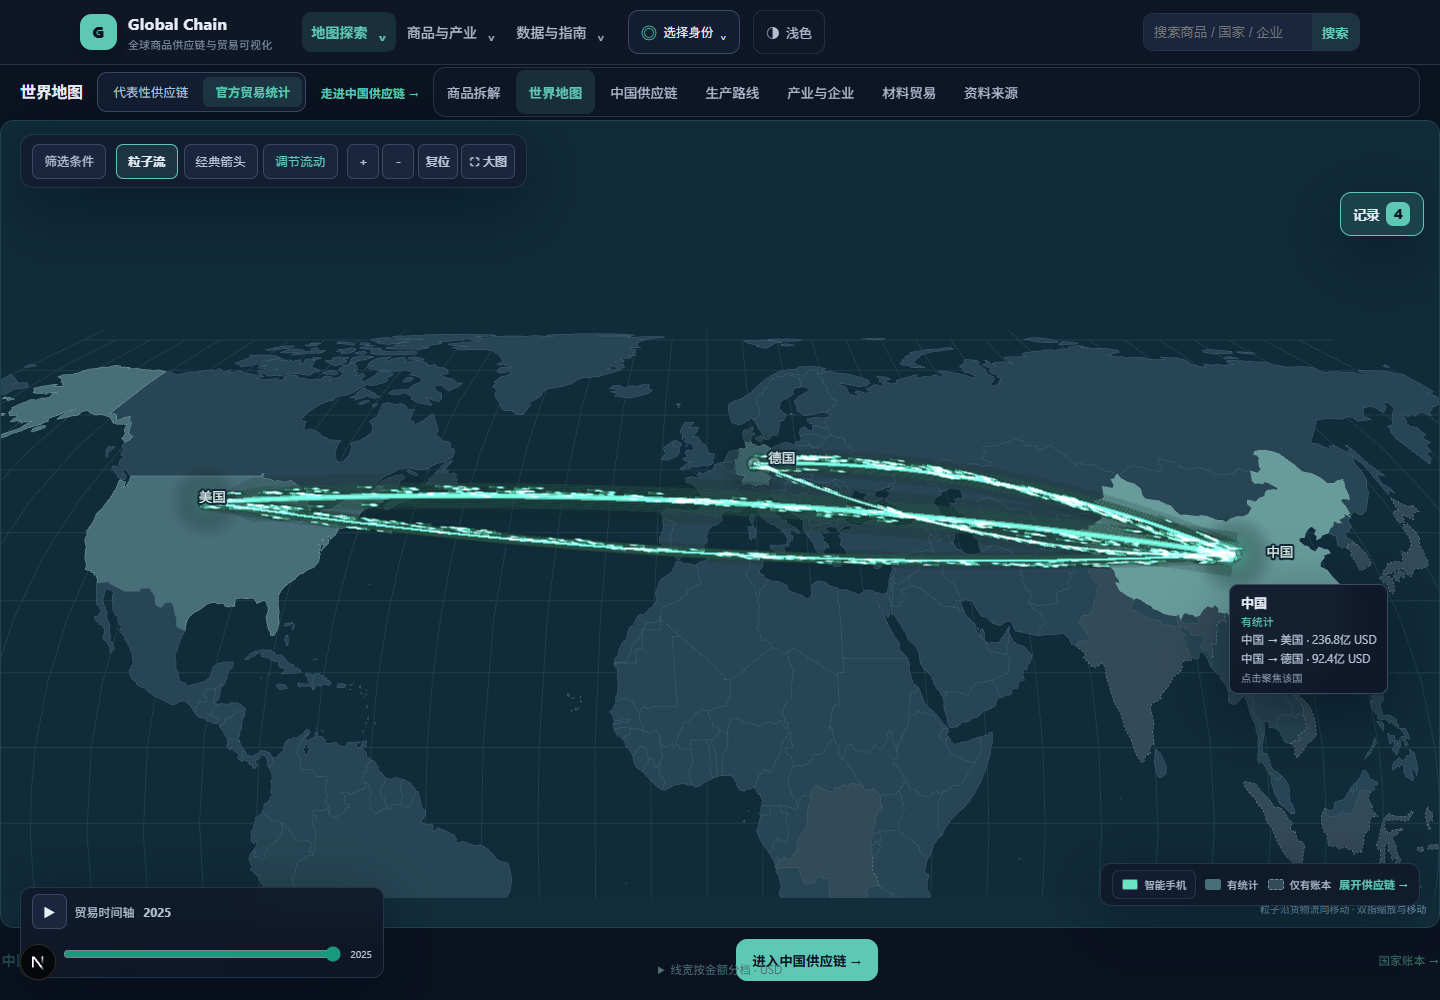 G
Global Chain
全球商品供应链与贸易可视化
地图探索
商品与产业
数据与指南
选择身份
浅色
搜索商品 / 国家 / 企业
搜索
世界地图
代表性供应链
官方贸易统计
走进中国供应链 →
商品拆解
世界地图
中国供应链
生产路线
产业与企业
材料贸易
资料来源
筛选条件
粒子流
经典箭头
调节流动
+
-
复位
大图
记录 4
美国
德国
中国
中国
有统计
中国 → 美国 · 236.8亿 USD
中国 → 德国 · 92.4亿 USD
点击聚焦该国
智能手机
有统计
仅有账本
展开供应链 →
粒子沿货物流向移动 · 双指缩放与移动
贸易时间轴 2025
2025
N
中
进入中国供应链 →
线宽按金额分档 · USD
国家账本 →